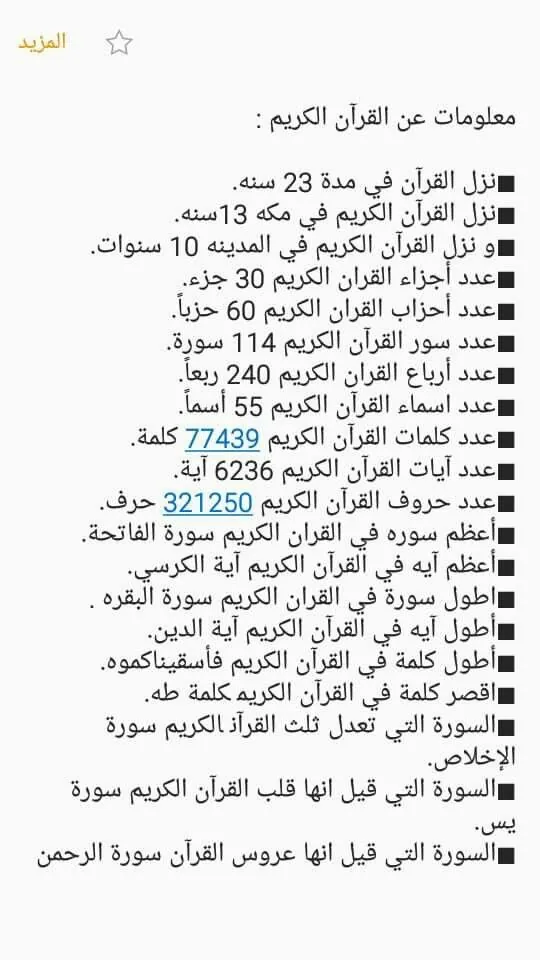 المزيد
معلومات عن القرآن الكريم :
■نزل القرآن في مدة 23 سنه.
■نزل القرآن الكريم في مكه 13سنه.
■و نزل القرآن الكريم في المدينه 10 سنوات.
■عدد أجزاء القران الكريم 30 جزء.
■عدد أحزاب القران الكريم 60 حزباً.
■عدد سور القرآن الكريم 114 سورة.
■عدد أرباع القران الكريم 240 ربعاً.
■عدد اسماء القرآن الكريم 55 أسماً.
■عدد كلمات القرآن الكريم 77439 كلمة.
■عدد آيات القرآن الكريم 6236 آية.
■عدد حروف القرآن الكريم 321250 حرف.
■أعظم سوره في القران الكريم سورة الفاتحة.
■أعظم آيه في القرآن الكريم آية الكرسي.
■اطول سورة في القران الكريم سورة البقره .
■أطول آيه في القرآن الكريم آية الدين.
■أطول كلمة في القرآن الكريم فأسقيناكموه.
■اقصر كلمة في القرآن الكريم كلمة طه.
■السورة التي تعدل ثلث القرآن الكريم سورة
الإخلاص.
■السورة التي قيل انها قلب القرآن الكريم سورة
يس.
■السورة التي قيل انها عروس القرآن سورة الرحمن